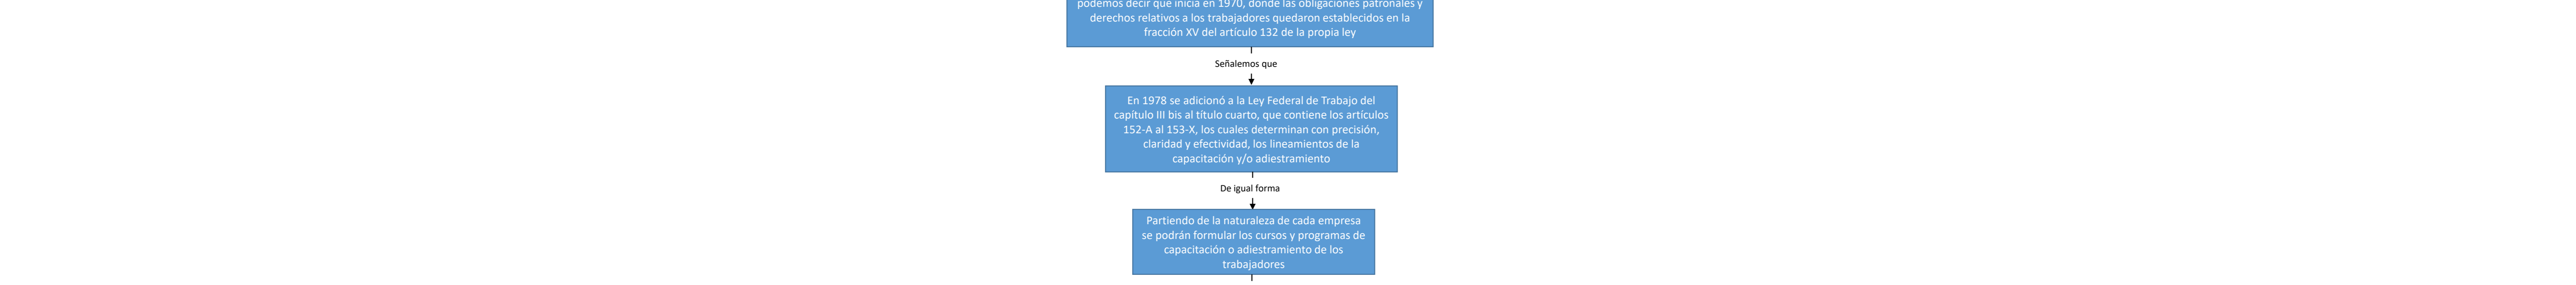 podemos decir que inicia en 1970, donde las obligaciones patronales y
derechos relativos a los trabajadores quedaron establecidos en la
fracción XV del artículo 132 de la propia ley
Señalemos que
En 1978 se adicionó a la Ley Federal de Trabajo del
capítulo III bis al título cuarto, que contiene los artículos
152-A al 153-X, los cuales determinan con precisión,
claridad y efectividad, los lineamientos de la
capacitación y/o adiestramiento
De igual forma
Partiendo de la naturaleza de cada empresa
se podrán formular los cursos y programas de
capacitación o adiestramiento de los
trabajadores